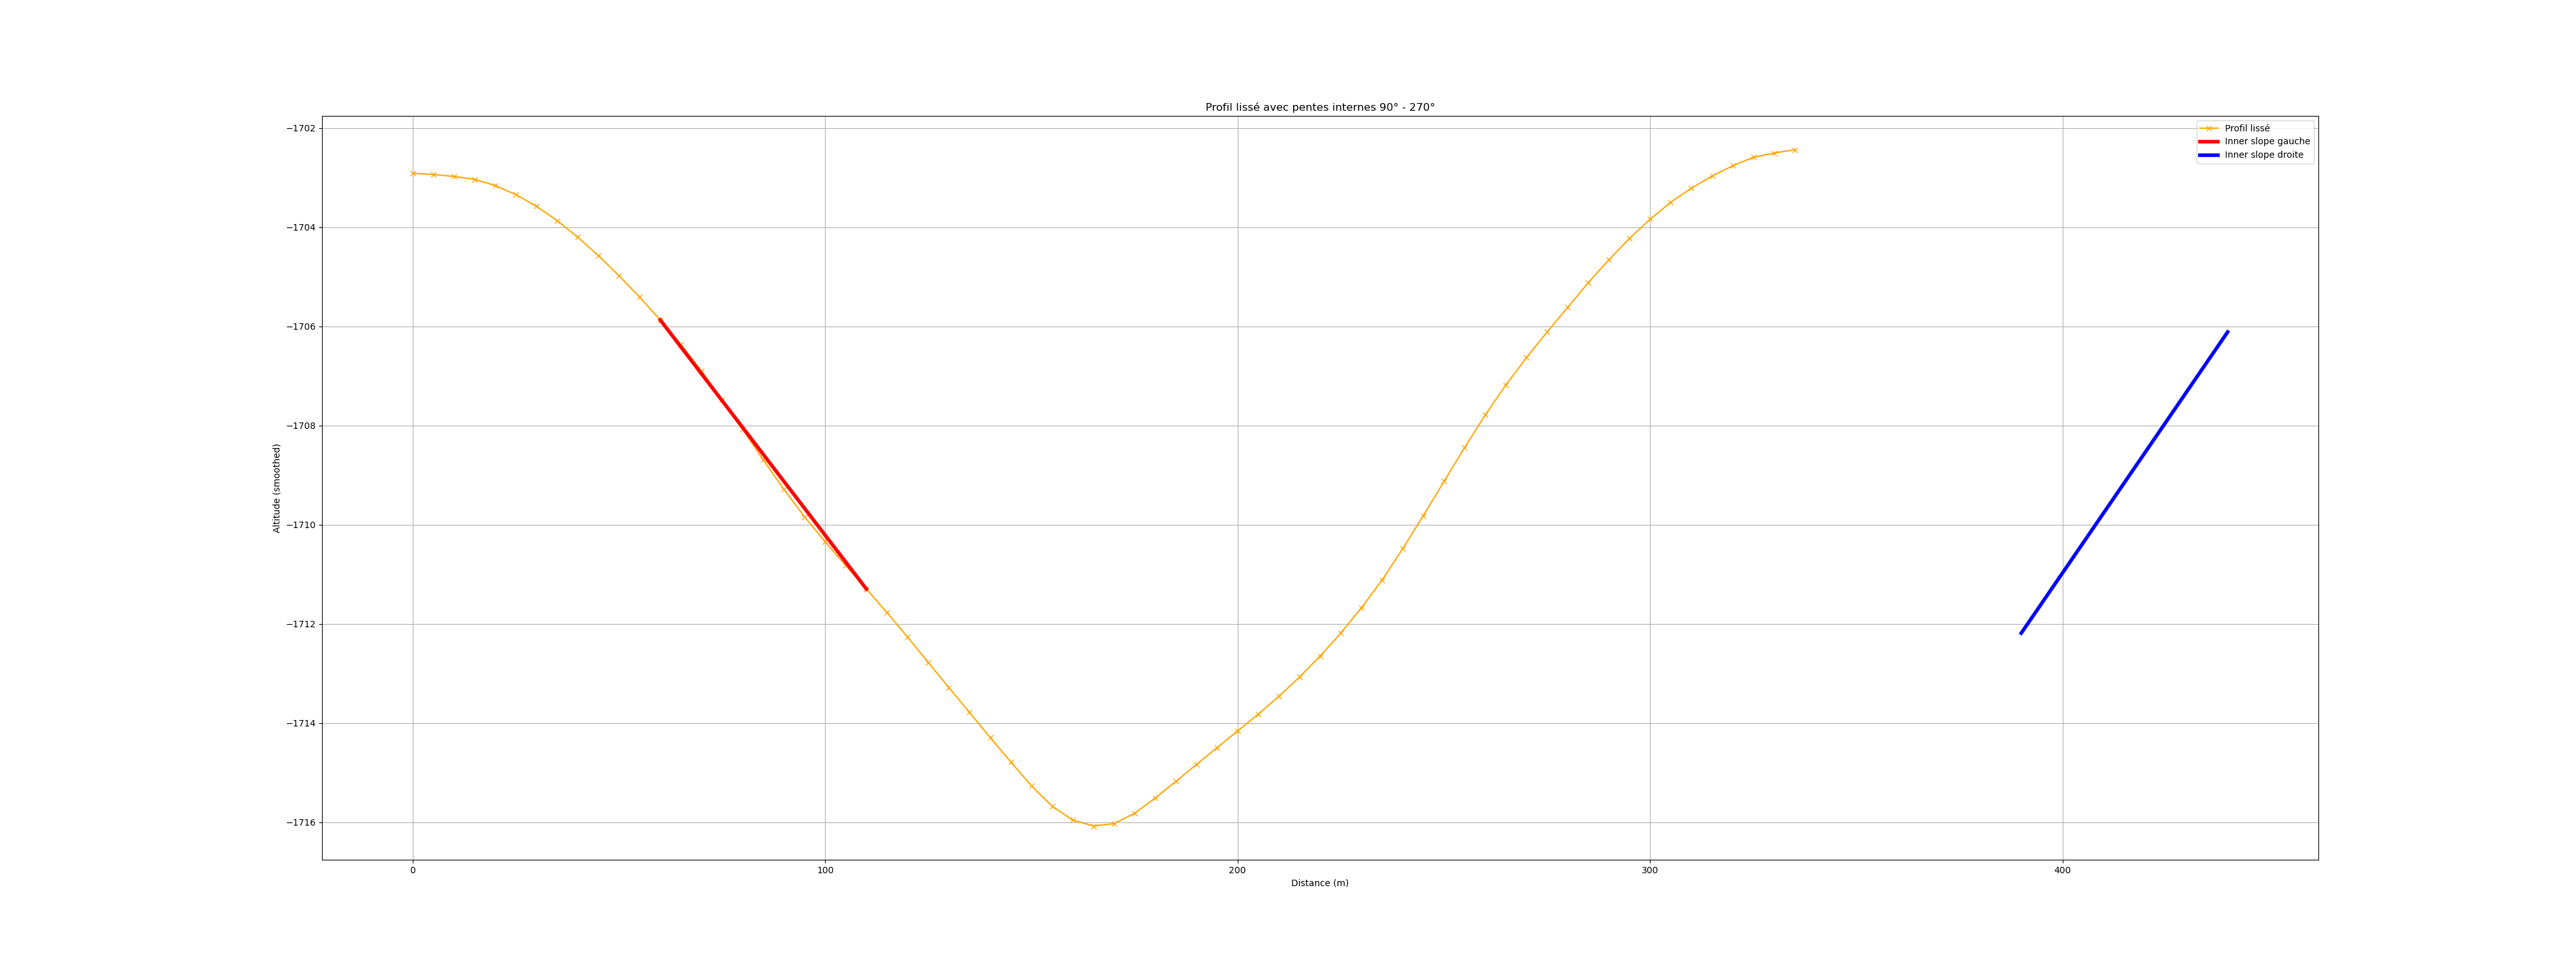 Profil lissé avec pentes internes 90° - 270°
Profil lissé
Inner slope gauche
Inner slope droite
−1702
−1704
−1706
−1708
−1710
−1712
−1714
−1716
Altitude (smoothed)
0 100 200 300 400
Distance (m)